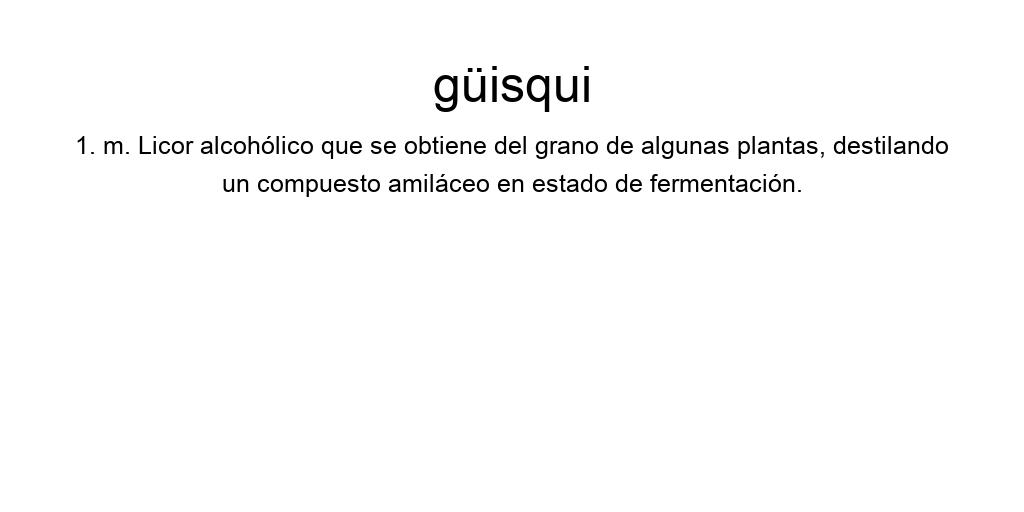 güisqui
1. m. Licor alcohólico que se obtiene del grano de algunas plantas, destilando
un compuesto amiláceo en estado de fermentación.